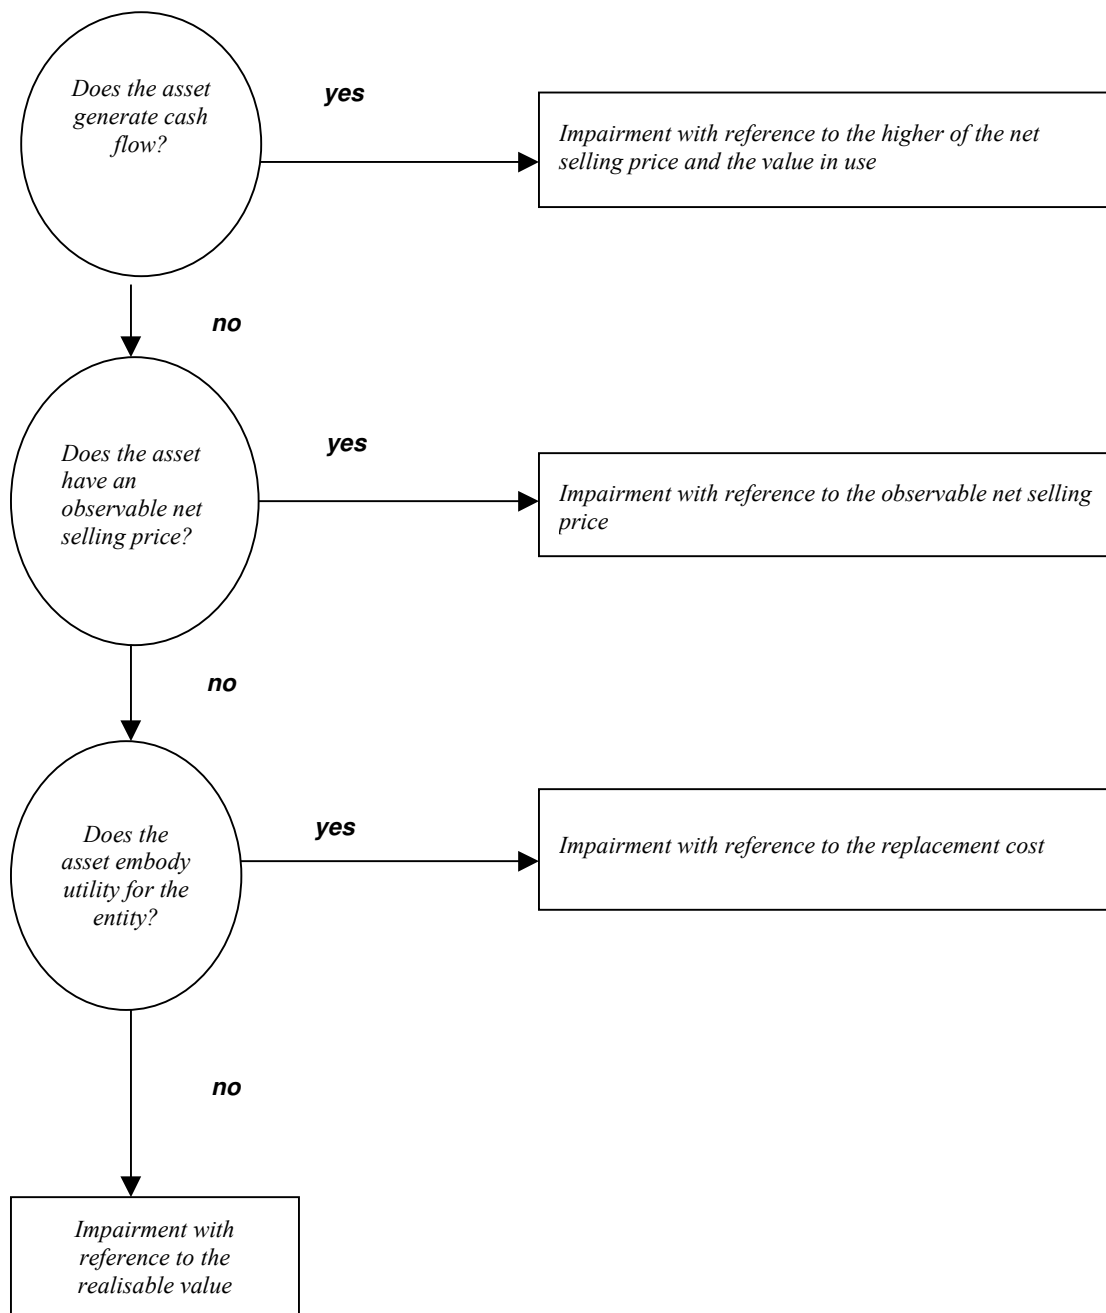 Does the asset
generate cash
flow?
yes
Impairment with reference to the higher of the net
selling price and the value in use
no
Does the asset
have an
observable net
selling price?
yes
Impairment with reference to the observable net selling
price
no
Does the
asset embody
utility for the
entity?
yes
Impairment with reference to the replacement cost
no
Impairment with
reference to the
realisable value